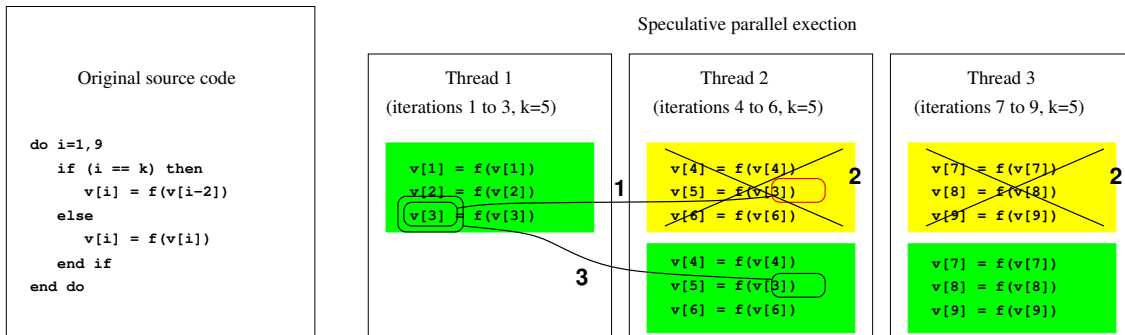 Speculative parallel exection
Original source code
do i=1,9
if (i == k) then
v[i] = f(v[i-2])
else
v[i] = f(v[i])
end if
end do
Thread 1
(iterations 1 to 3, k=5)
v[1] = f(v[1])
v[2] = f(v[2])
v[3] = f(v[3])
1
3
Thread 2
(iterations 4 to 6, k=5)
v[4] = f(v[4])
v[5] = f(v[3])
v[6] = f(v[6])
2
v[4] = f(v[4])
v[5] = f(v[3])
v[6] = f(v[6])
Thread 3
(iterations 7 to 9, k=5)
v[7] = f(v[7])
v[8] = f(v[8])
v[9] = f(v[9])
2
v[7] = f(v[7])
v[8] = f(v[8])
v[9] = f(v[9])